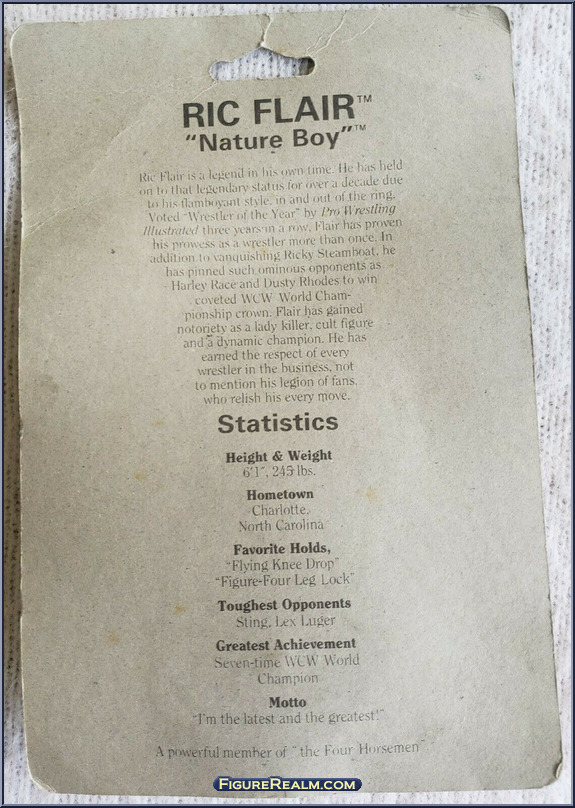 RIC FLAIR™
"Nature Boy"™
Ric Flair is a legend in his own time. He has held
on to that legendary status for over a decade due
to his flamboyant style, in and out of the ring.
Voted "Wrestler of the Year" by Pro Wrestling
Illustrated three years in a row, Flair has proven
his prowess as a wrestler more than once. In
addition to vanquishing Ricky Steamboat, he
has pinned such ominous opponents as
Harley Race and Dusty Rhodes to win
coveted WCW World Cham-
pionship crown. Flair has gained
notoriety as a lady killer, cult figure
and a dynamic champion. He has
earned the respect of every
wrestler in the business, not
to mention his legion of fans,
who relish his every move.
Statistics
Height & Weight
6'1", 245 lbs.
Hometown
Charlotte,
North Carolina
Favorite Holds,
"Flying Knee Drop"
"Figure-Four Leg Lock"
Toughest Opponents
Sting, Lex Luger
Greatest Achievement
Seven-time WCW World
Champion
Motto
"I'm the latest and the greatest!"
A powerful member of "the Four Horsemen".
FigureRealm.com